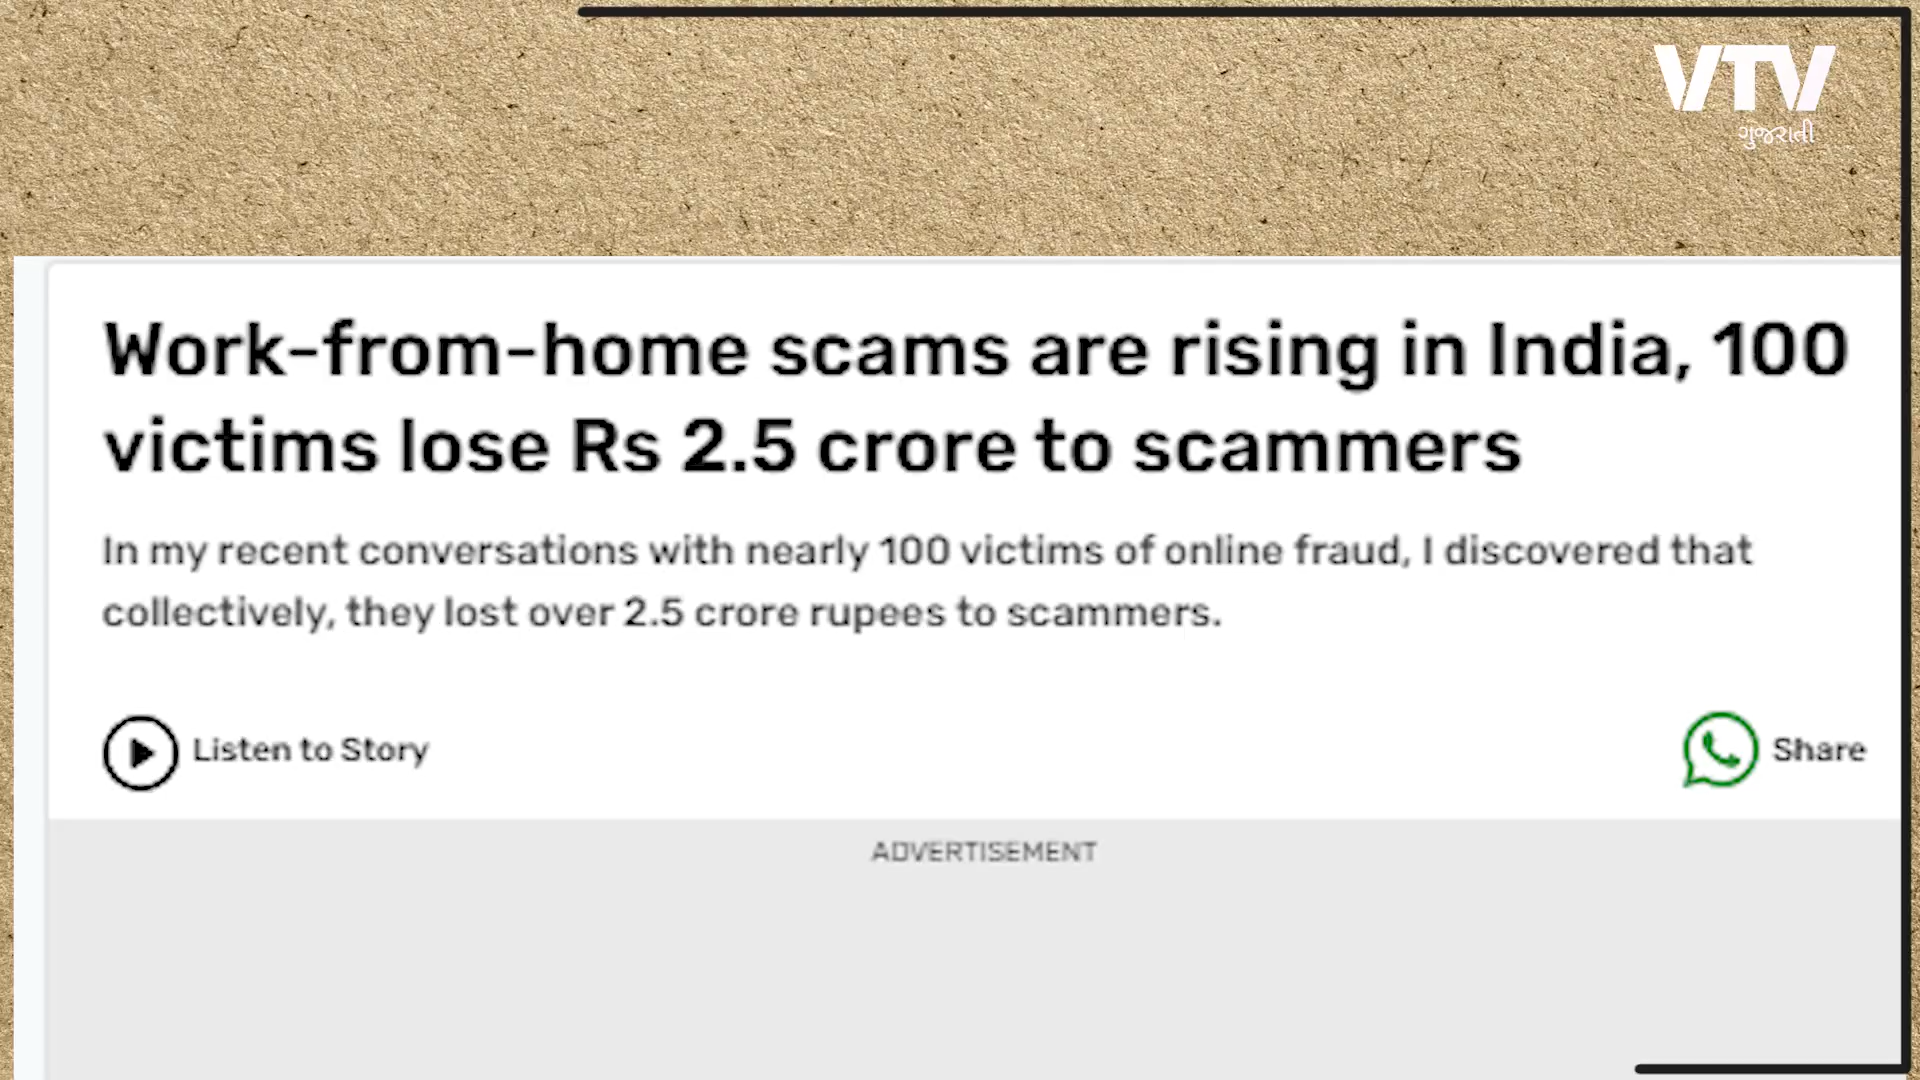 VTV
ગુજરાતી
Work-from-home scams are rising in India, 100
victims lose Rs 2.5 crore to scammers
In my recent conversations with nearly 100 victims of online fraud, I discovered that
collectively, they lost over 2.5 crore rupees to scammers.
Listen to Story
Share
ADVERTISEMENT